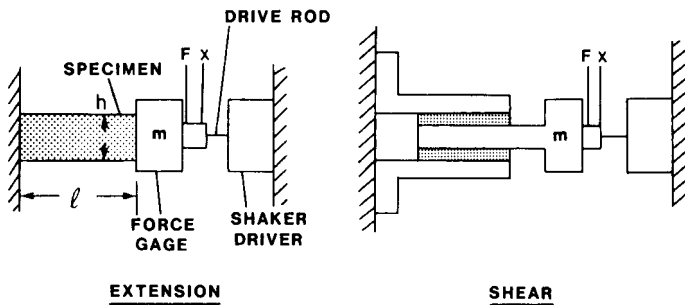 DRIVE ROD
F X
SPECIMEN
h
m
l
FORCE
GAGE
SHAKER
DRIVER
EXTENSION
F X
m
SHEAR